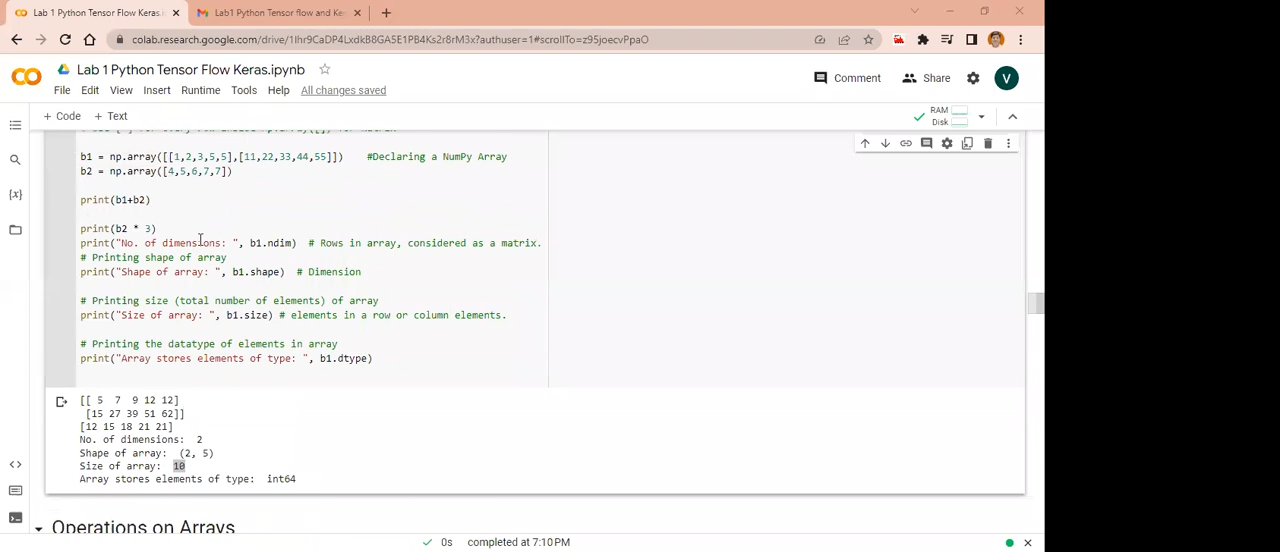 Lab 1 Python Tensor Flow Keras.i
Lab1 Python Tensor flow and Ke
colab.research.google.com/drive/1Ihr9CaDP4LxdkB8GA5E1PB4Ks2r8rM3x?authuser=1#scrollTo=z95joecvPpaO
Lab 1 Python Tensor Flow Keras.ipynb
Comment
Share
V
File Edit View Insert Runtime Tools Help All changes saved
+ Code + Text
RAM
Disk
b1 = np.array([[1,2,3,5,5],[11,22,33,44,55]]) #Declaring a NumPy Array
b2 = np.array([4,5,6,7,7])
print(b1+b2)
print(b2 * 3)
print("No. of dimensions: ", b1.ndim) # Rows in array, considered as a matrix.
# Printing shape of array
print("Shape of array: ", b1.shape) # Dimension
# Printing size (total number of elements) of array
print("Size of array: ", b1.size) # elements in a row or column elements.
# Printing the datatype of elements in array
print("Array stores elements of type: ", b1.dtype)
[[ 5 7 9 12 12]
[15 27 39 51 62]]
[12 15 18 21 21]
No. of dimensions: 2
Shape of array: (2, 5)
Size of array: 10
Array stores elements of type: int64
Operations on Arrays
0s completed at 7:10 PM